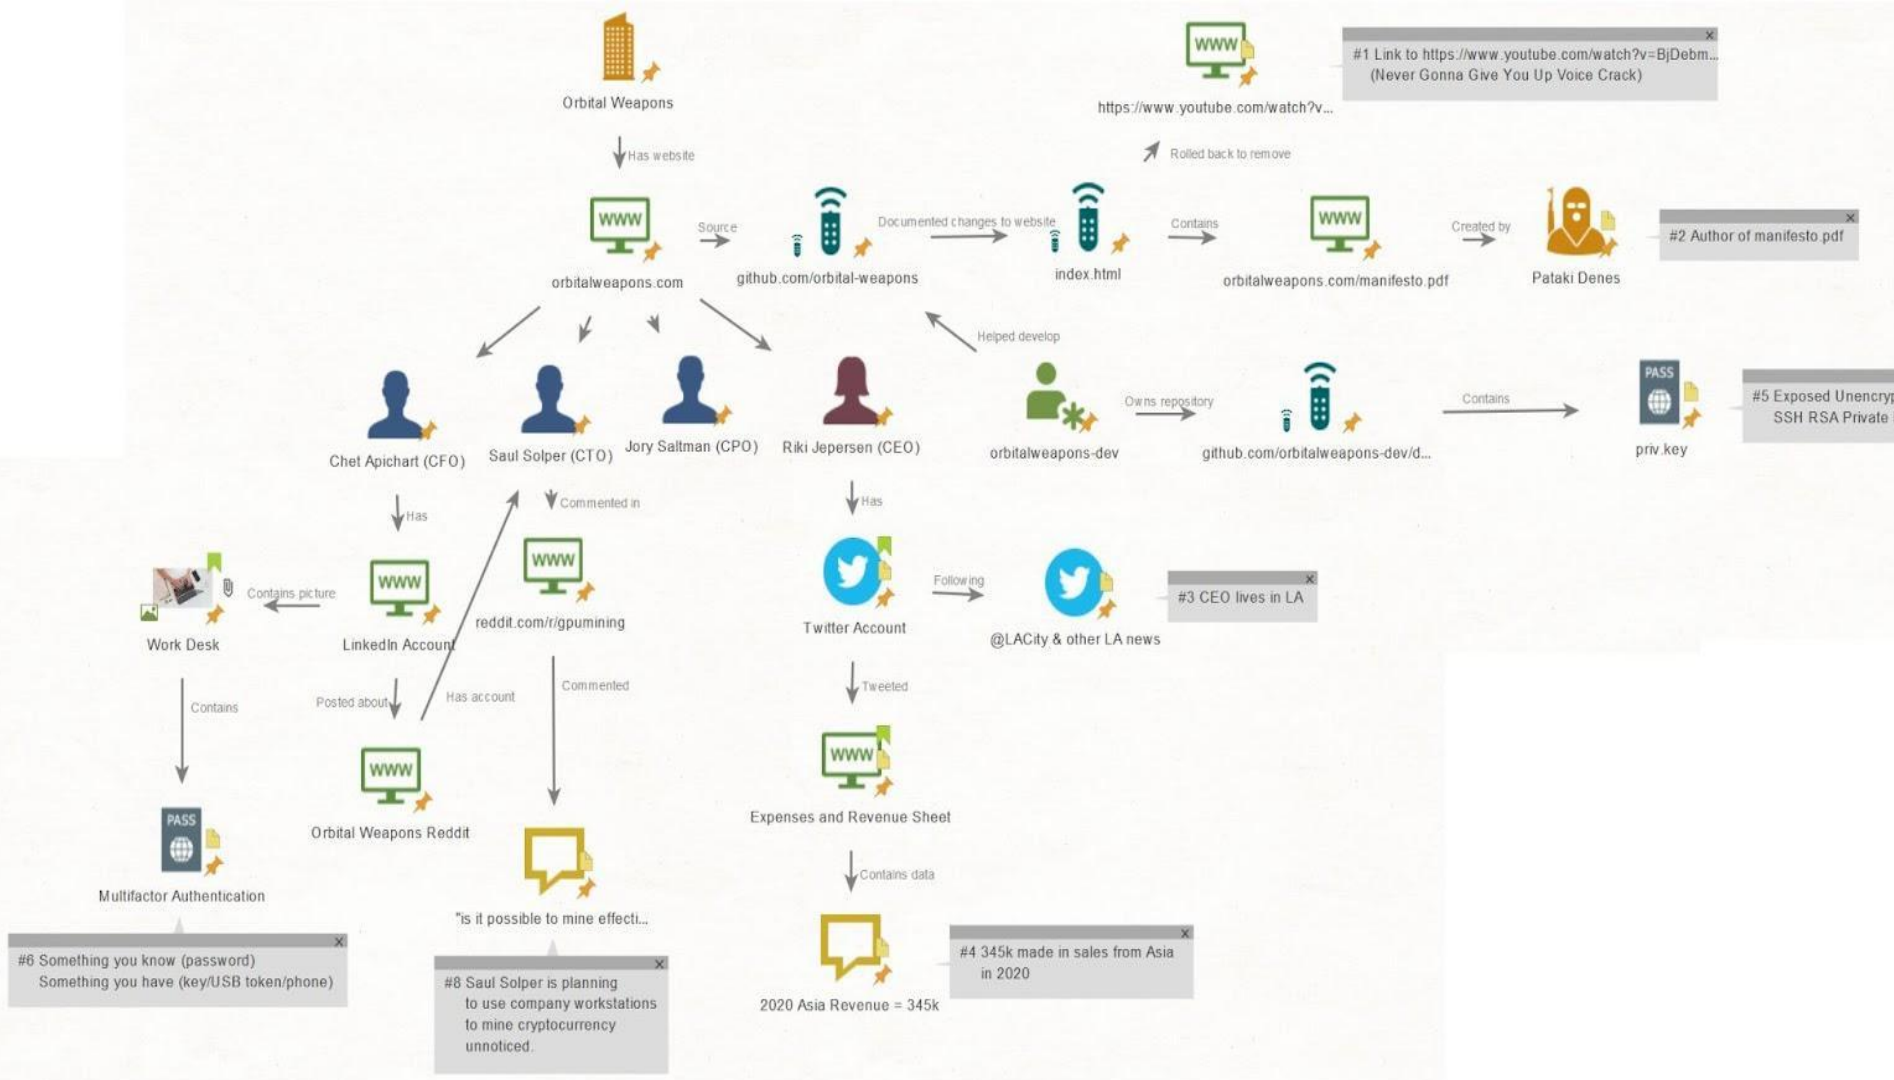 WWW
#1 Link to https://www.youtube.com/watch?v=BjDebm...
(Never Gonna Give You Up Voice Crack)
Orbital Weapons
https://www.youtube.com/watch?v...
Has website
Rolled back to remove
WWW
Source
Documented changes to website
Contains
WWW
Created by
#2 Author of manifesto.pdf
orbitalweapons.com
github.com/orbital-weapons
index.html
orbitalweapons.com/manifesto.pdf
Pataki Denes
Helped develop
Chet Apichart (CFO)
Saul Solper (CTO)
Jory Saltman (CPO)
Riki Jepersen (CEO)
orbitalweapons-dev
Owns repository
github.com/orbitalweapons-dev/d...
Contains
PASS
priv.key
#5 Exposed Unencryp
SSH RSA Private
Has
Commented in
Has
Contains picture
WWW
WWW
Following
#3 CEO lives in LA
Work Desk
LinkedIn Account
reddit.com/r/gpumining
Twitter Account
@LACity & other LA news
Contains
Posted about
Has account
Commented
Tweeted
WWW
WWW
Orbital Weapons Reddit
Expenses and Revenue Sheet
PASS
Multifactor Authentication
"is it possible to mine effecti...
Contains data
#6 Something you know (password)
Something you have (key/USB token/phone)
#8 Saul Solper is planning
to use company workstations
to mine cryptocurrency
unnoticed.
2020 Asia Revenue = 345k
#4 345k made in sales from Asia
in 2020